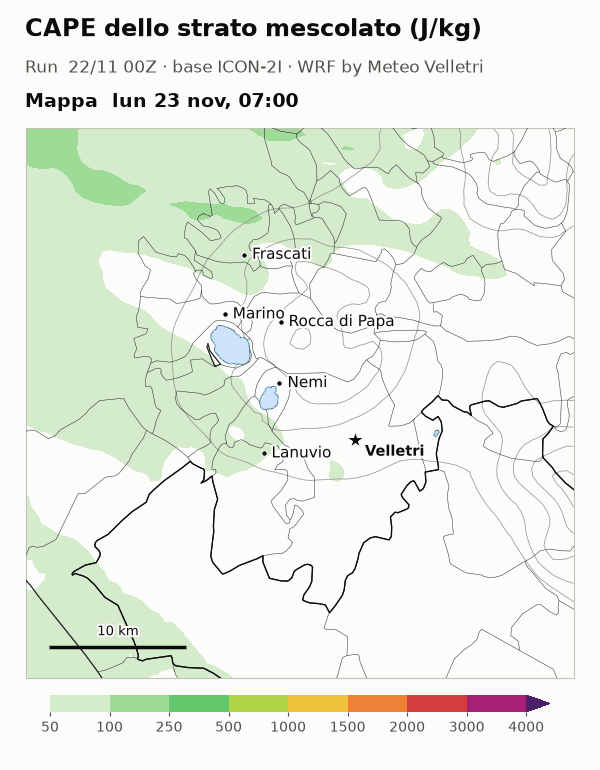 CAPE dello strato mescolato (J/kg)
Run  22/11 00Z · base ICON-2I · WRF by Meteo Velletri
Mappa  lun 23 nov, 07:00
Frascati
Marino
Rocca di Papa
Nemi
Velletri
Lanuvio
10 km
50 100 250 500 1000 1500 2000 3000 4000